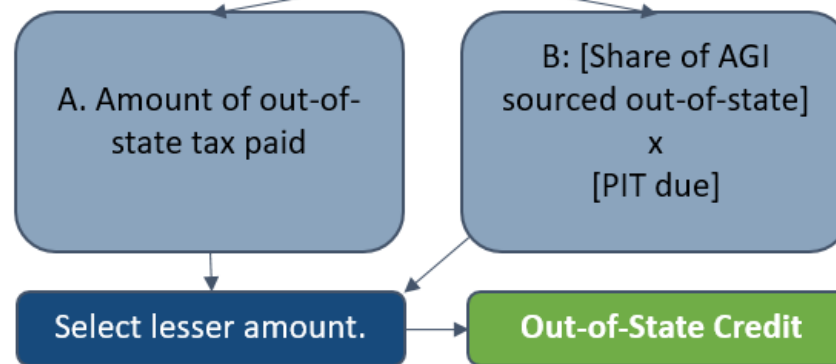 A. Amount of out-of-
state tax paid
B: [Share of AGI
sourced out-of-state]
x
[PIT due]
Select lesser amount.
Out-of-State Credit